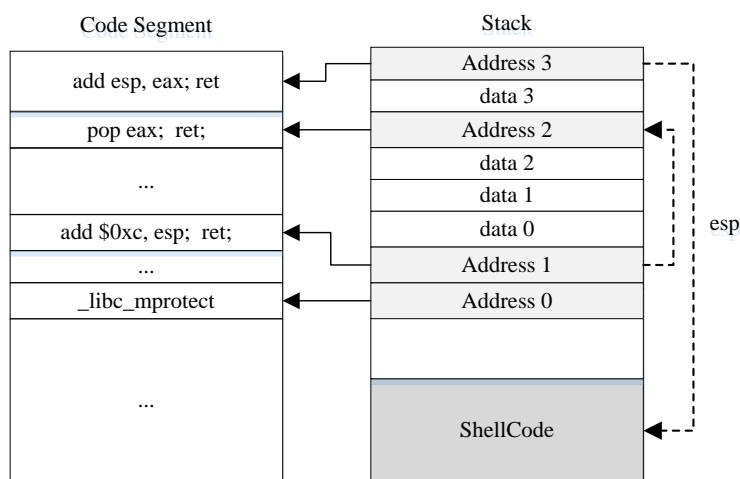 Code Segment
Stack
add esp, eax; ret
pop eax; ret;
...
add $0xc, esp; ret;
...
_libc_mprotect
...
Address 3
data 3
Address 2
data 2
data 1
data 0
Address 1
Address 0
ShellCode
esp